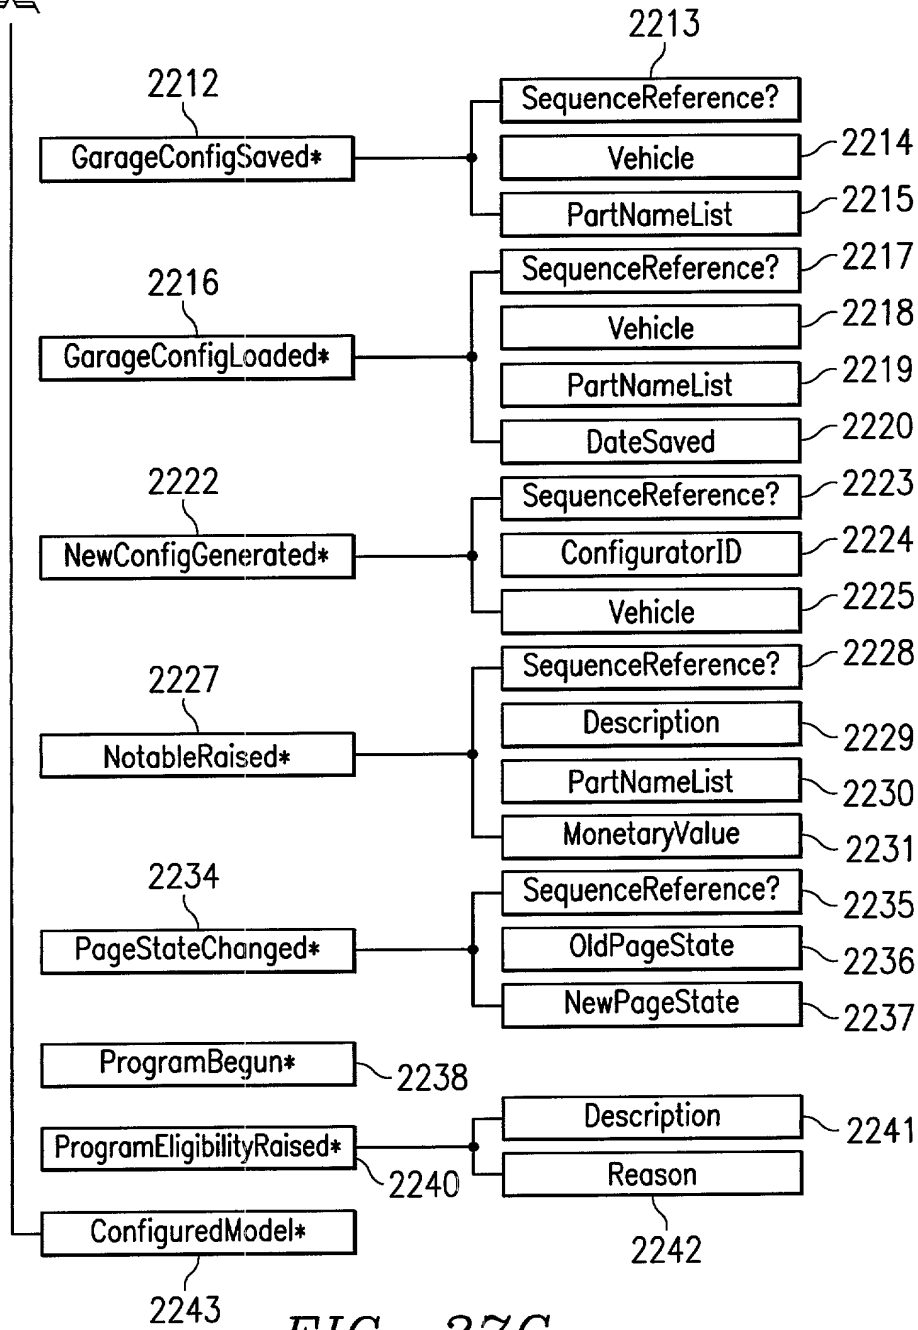 2213
2212
SequenceReference?
GarageConfigSaved*
Vehicle
2214
PartNameList
2215
2216
SequenceReference?
2217
Vehicle
2218
GarageConfigLoaded*
PartNameList
2219
DateSaved
2220
2222
SequenceReference?
2223
NewConfigGenerated*
ConfiguratorID
2224
Vehicle
2225
2227
SequenceReference?
2228
Description
2229
NotableRaised*
PartNameList
2230
MonetaryValue
2231
2234
SequenceReference?
2235
PageStateChanged*
OldPageState
2236
NewPageState
2237
ProgramBegun*
2238
Description
2241
ProgramEligibilityRaised*
2240
Reason
2242
ConfiguredModel*
2243